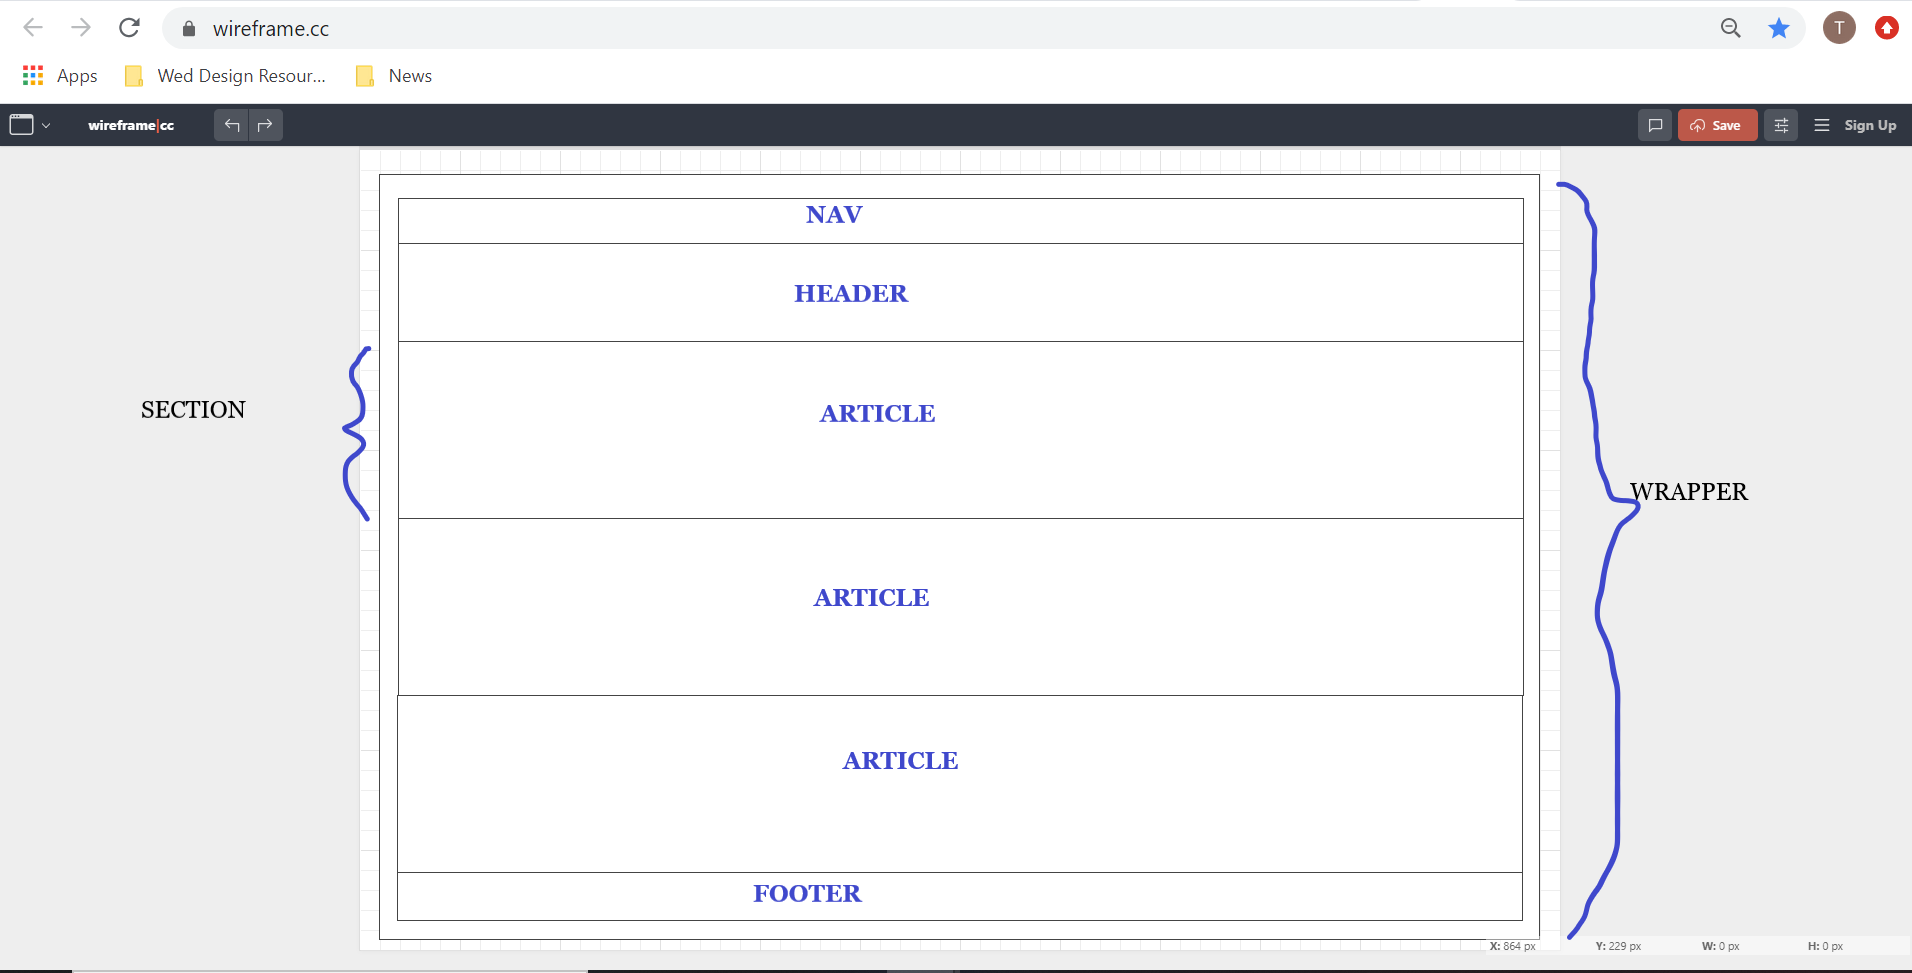 wireframe.cc
T
Apps
Wed Design Resour...
News
wireframe|cc
Save
Sign Up
NAV
HEADER
ARTICLE
SECTION
WRAPPER
ARTICLE
ARTICLE
FOOTER
X: 864 px Y: 229 px W: 0 px H: 0 px